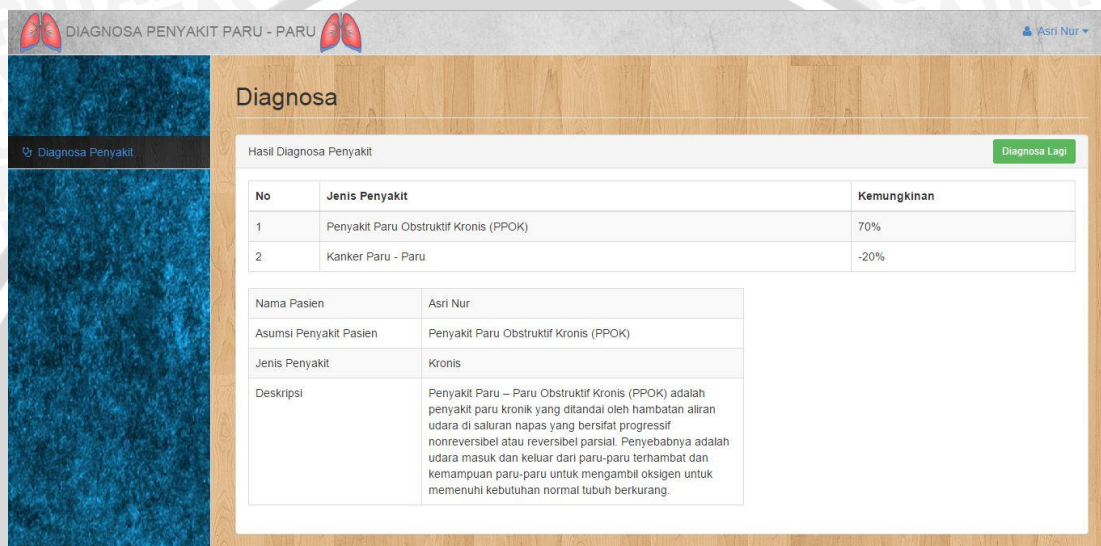 DIAGNOSA PENYAKIT PARU - PARU
Asri Nur
Diagnosa
Diagnosa Penyakit
Hasil Diagnosa Penyakit
Diagnosa Lagi
No Jenis Penyakit Kemungkinan
1 Penyakit Paru Obstruktif Kronis (PPOK) 70%
2 Kanker Paru - Paru -20%
Nama Pasien Asri Nur
Asumsi Penyakit Pasien Penyakit Paru Obstruktif Kronis (PPOK)
Jenis Penyakit Kronis
Deskripsi Penyakit Paru – Paru Obstruktif Kronis (PPOK) adalah
penyakit paru kronik yang ditandai oleh hambatan aliran
udara di saluran napas yang bersifat progressif
nonreversibel atau reversibel parsial. Penyebabnya adalah
udara masuk dan keluar dari paru-paru terhambat dan
kemampuan paru-paru untuk mengambil oksigen untuk
memenuhi kebutuhan normal tubuh berkurang.